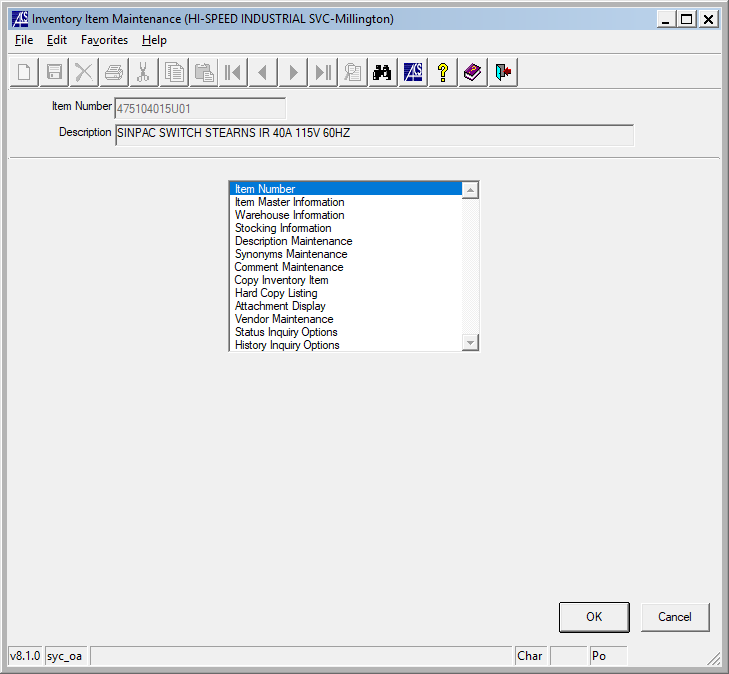 Inventory Item Maintenance (HI-SPEED INDUSTRIAL SVC-Millington)
File Edit Favorites Help
Item Number 475104015U01
Description SINPAC SWITCH STEARNS IR 40A 115V 60HZ
Item Number
Item Master Information
Warehouse Information
Stocking Information
Description Maintenance
Synonyms Maintenance
Comment Maintenance
Copy Inventory Item
Hard Copy Listing
Attachment Display
Vendor Maintenance
Status Inquiry Options
History Inquiry Options
OK Cancel
v8.1.0 syc_oa Char Po